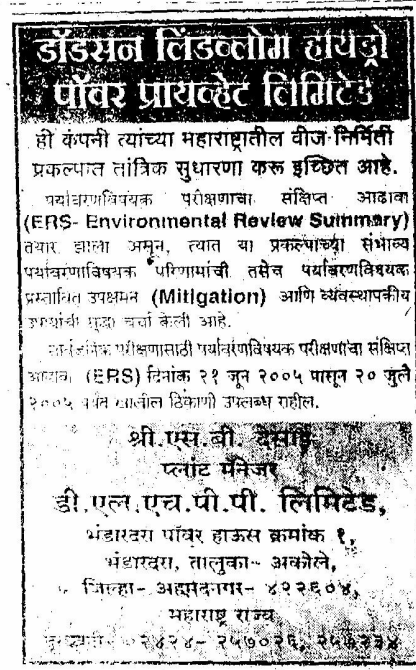 डॉडसन लिंडब्लोम हायड्रो
पॉवर प्रायव्हेट लिमिटेड
ही कंपनी त्यांच्या महाराष्ट्रातील वीज निर्मिती
प्रकल्पात तांत्रिक सुधारणा करू इच्छित आहे.
पर्यावरणविषयक परीक्षणाचा संक्षिप्त आढावा
(ERS- Environmental Review Summary)
तयार झाला असून, त्यात या प्रकल्पाच्या संभाव्य
पर्यावरणविषयक परिणामांची तसेच पर्यावरणविषयक
प्रस्तावित उपशमन (Mitigation) आणि व्यवस्थापकीय
उपायांची सुद्धा चर्चा केली आहे.
सार्वजनिक परीक्षणासाठी पर्यावरणविषयक परीक्षणाचा संक्षिप्त
आढावा (ERS) दिनांक २१ जून २००५ पासून २० जुलै
२००५ पर्यंत खालील ठिकाणी उपलब्ध राहील.
श्री.एस.बी. देसाई
प्लांट मॅनेजर
डी.एल.एच.पी.पी. लिमिटेड,
भंडारदरा पॉवर हाऊस क्रमांक १,
भंडारदरा, तालुका- अकोले,
जिल्हा- अहमदनगर- ४२२६०४,
महाराष्ट्र राज्य
०२४२४- २५७०२६,